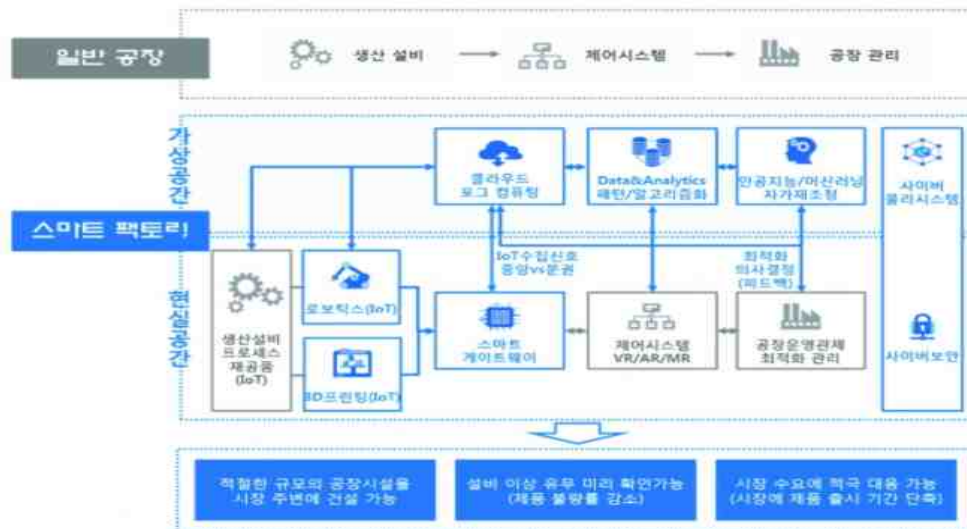 일반 공장
생산 설비
제어시스템
공장 관리
스마트 팩토리
가상공간
클라우드
포그 컴퓨팅
Data&Analytics
패턴/알고리즘화
인공지능/머신러닝
자가재조정
사이버
물리시스템
IoT수집신호
중앙vs분권
최적화
의사결정
(피드백)
현실공간
생산설비
프로세스
재공품
(IoT)
로보틱스(IoT)
3D프린팅(IoT)
스마트
게이트웨이
제어시스템
VR/AR/MR
공장운영관제
최적화 관리
사이버보안
적절한 규모의 공장시설을
시장 주변에 건설 가능
설비 이상 유무 미리 확인가능
(제품 불량률 감소)
시장 수요에 적극 대응 가능
(시장에 제품 출시 기간 단축)